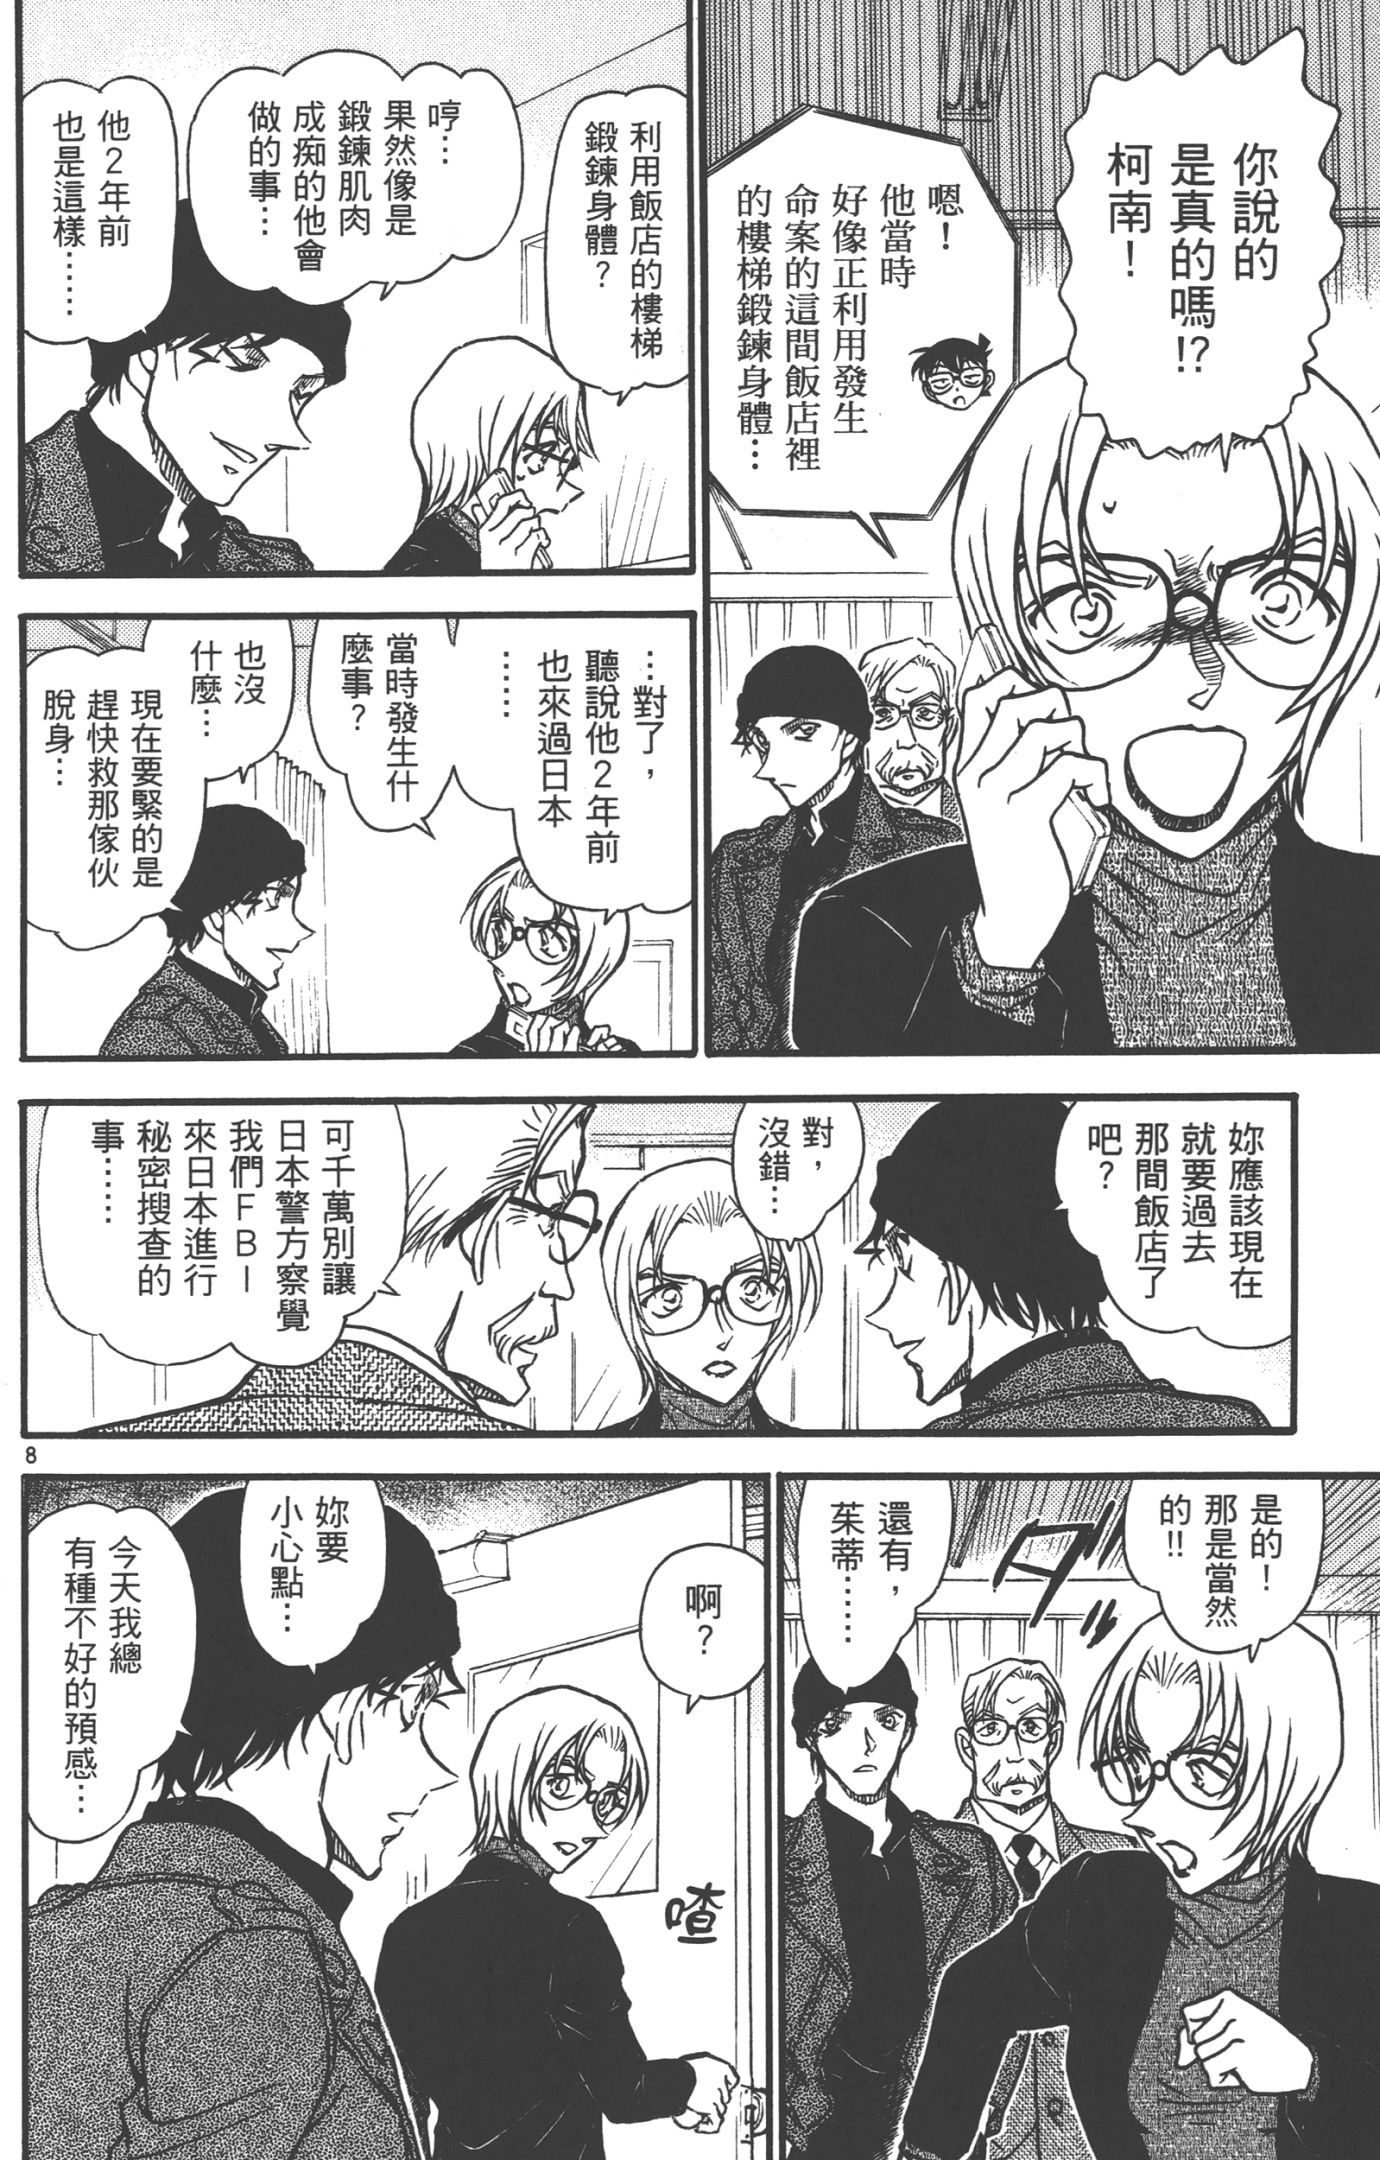 你說的
是真的嗎!?
柯南！
嗯！
他當時
好像正利用發生
命案的這間飯店裡
的樓梯鍛鍊身體…
利用飯店的樓梯
鍛鍊身體？
哼…
果然像是
鍛鍊肌肉
成痴的他會
做的事…
他2年前
也是這樣……
…對了，
聽說他2年前
也來過日本
……
當時發生什
麼事？
也沒
什麼…
現在要緊的是
趕快救那傢伙
脫身…
妳應該現在
就要過去
那間飯店了
吧？
對，
沒錯…
可千萬別讓
日本警方察覺
我們FBI
來日本進行
秘密搜查的
事……
是的！
那是當然
的!!
ダッ
還有，
茱蒂……
啊？
喳
妳要
小心點…
今天我總
有種不好的預感…
8